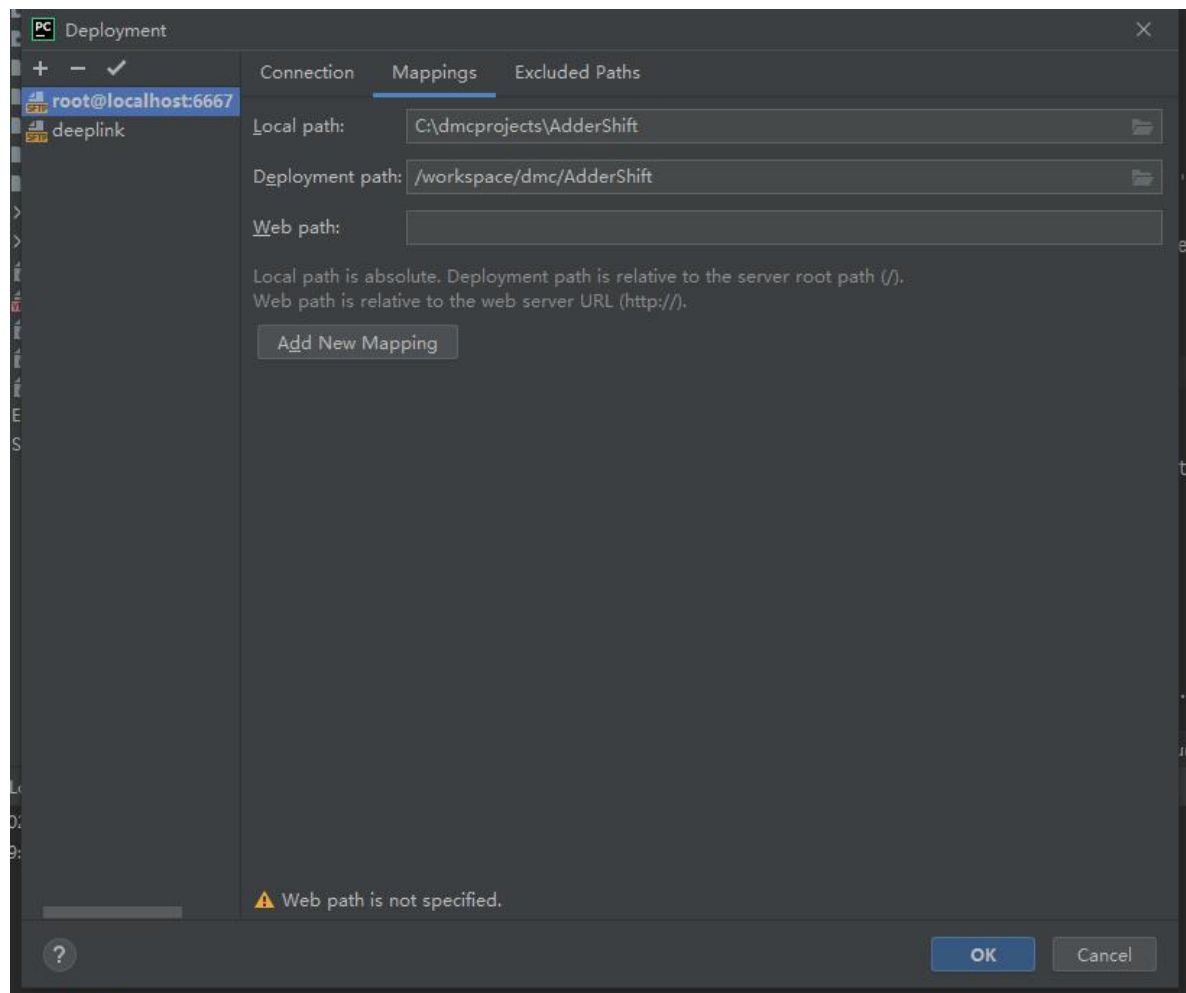 PC Deployment
Connection Mappings Excluded Paths
SFTP root@localhost:6667
SFTP deeplink
Local path: C:\dmcprojects\AdderShift
Deployment path: /workspace/dmc/AdderShift
Web path:
Local path is absolute. Deployment path is relative to the server root path (/).
Web path is relative to the web server URL (http://).
Add New Mapping
E
S
Web path is not specified.
? OK Cancel